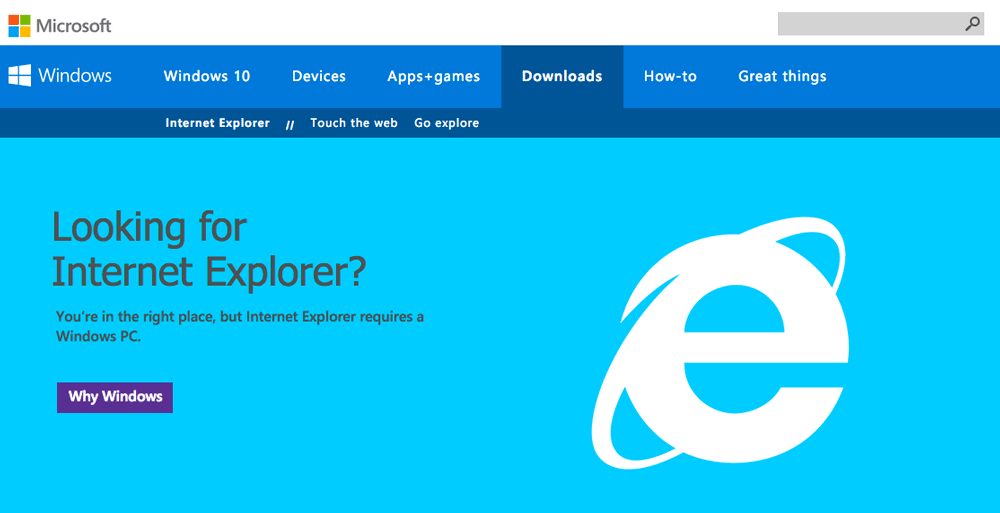 Microsoft
Windows Windows 10 Devices Apps+games Downloads How-to Great things
Internet Explorer // Touch the web Go explore
Looking for
Internet Explorer?
You're in the right place, but Internet Explorer requires a
Windows PC.
Why Windows